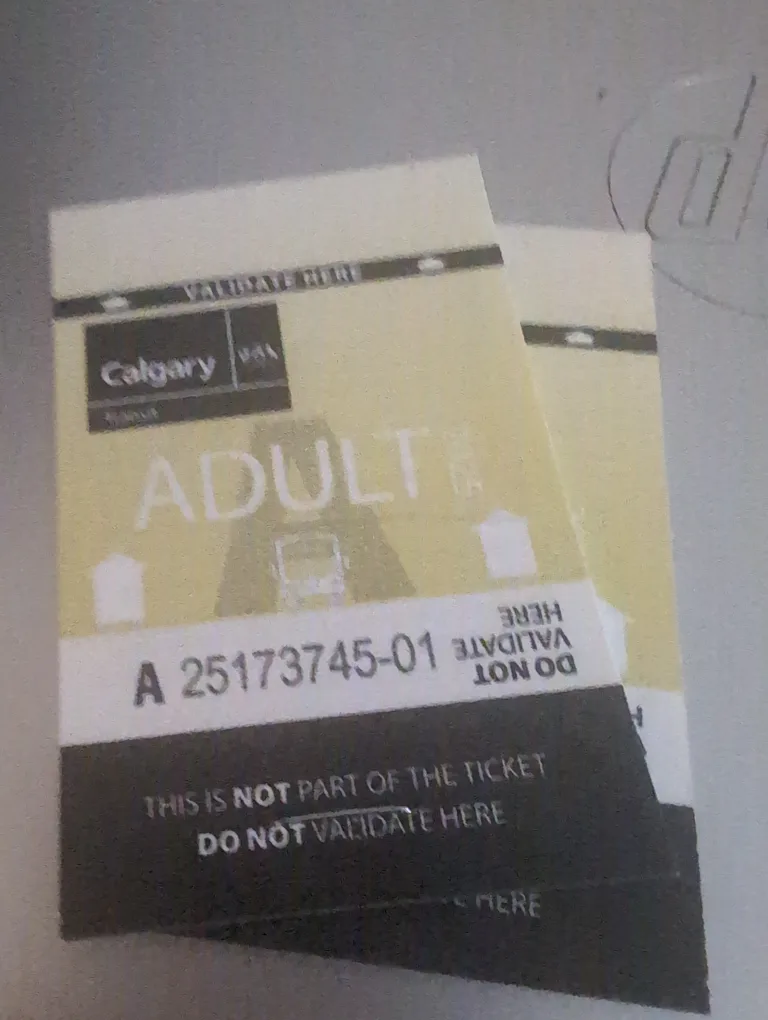 VALIDATE HERE
Calgary
ADULT
A 25173745-01
DO NOT
VALIDATE
HERE
THIS IS NOT PART OF THE TICKET
DO NOT VALIDATE HERE
HERE